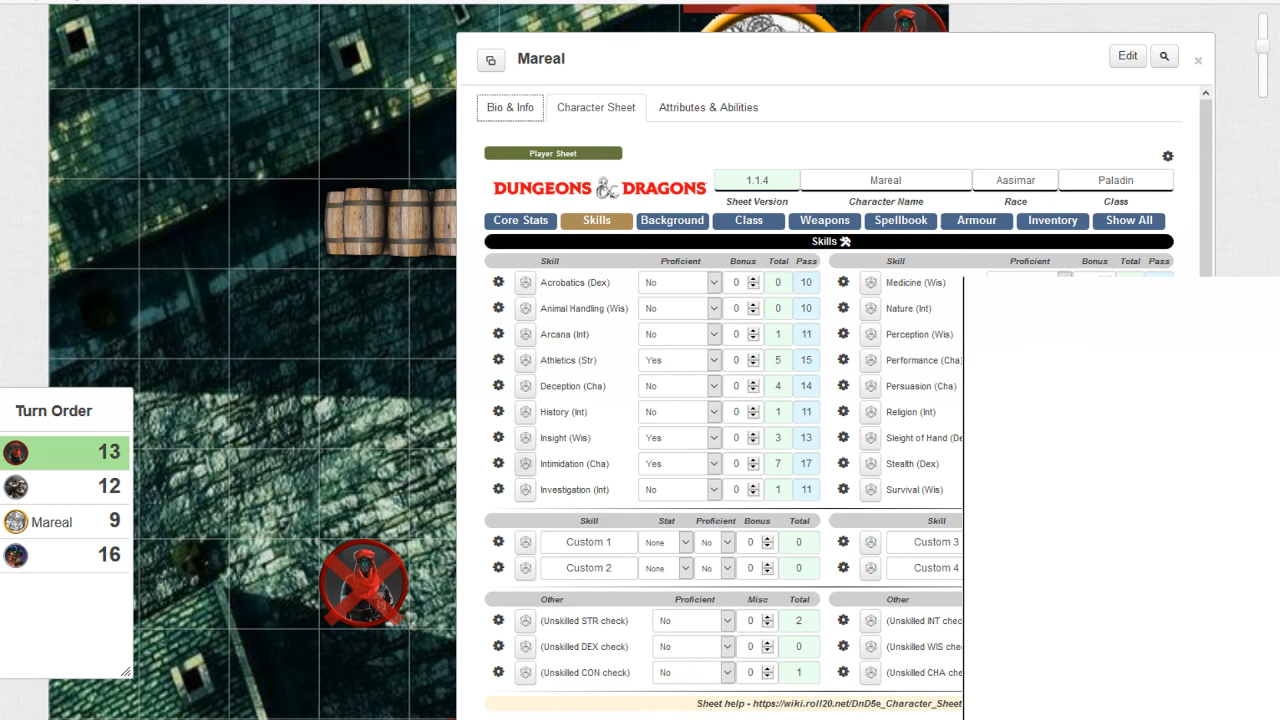 Mareal
Edit
×
Bio & Info
Character Sheet
Attributes & Abilities
Player Sheet
DUNGEONS & DRAGONS
1.1.4 Mareal Aasimar Paladin
Sheet Version Character Name Race Class
Core Stats Skills Background Class Weapons Spellbook Armour Inventory Show All
Skills
Skill Proficient Bonus Total Pass Skill Proficient Bonus Total Pass
Acrobatics (Dex) No 0 0 10 Medicine (Wis)
Animal Handling (Wis) No 0 0 10 Nature (Int)
Arcana (Int) No 0 1 11 Perception (Wis)
Athletics (Str) Yes 0 5 15 Performance (Cha)
Deception (Cha) No 0 4 14 Persuasion (Cha)
History (Int) No 0 1 11 Religion (Int)
Insight (Wis) Yes 0 3 13 Sleight of Hand (De
Intimidation (Cha) Yes 0 7 17 Stealth (Dex)
Investigation (Int) No 0 1 11 Survival (Wis)
Skill Stat Proficient Bonus Total Skill
Custom 1 None No 0 0 Custom 3
Custom 2 None No 0 0 Custom 4
Other Proficient Misc Total Other
(Unskilled STR check) No 0 2 (Unskilled INT chec
(Unskilled DEX check) No 0 0 (Unskilled WIS chec
(Unskilled CON check) No 0 1 (Unskilled CHA che
Sheet help - https://wiki.roll20.net/DnD5e_Character_Sheet
Turn Order
13
12
Mareal 9
16